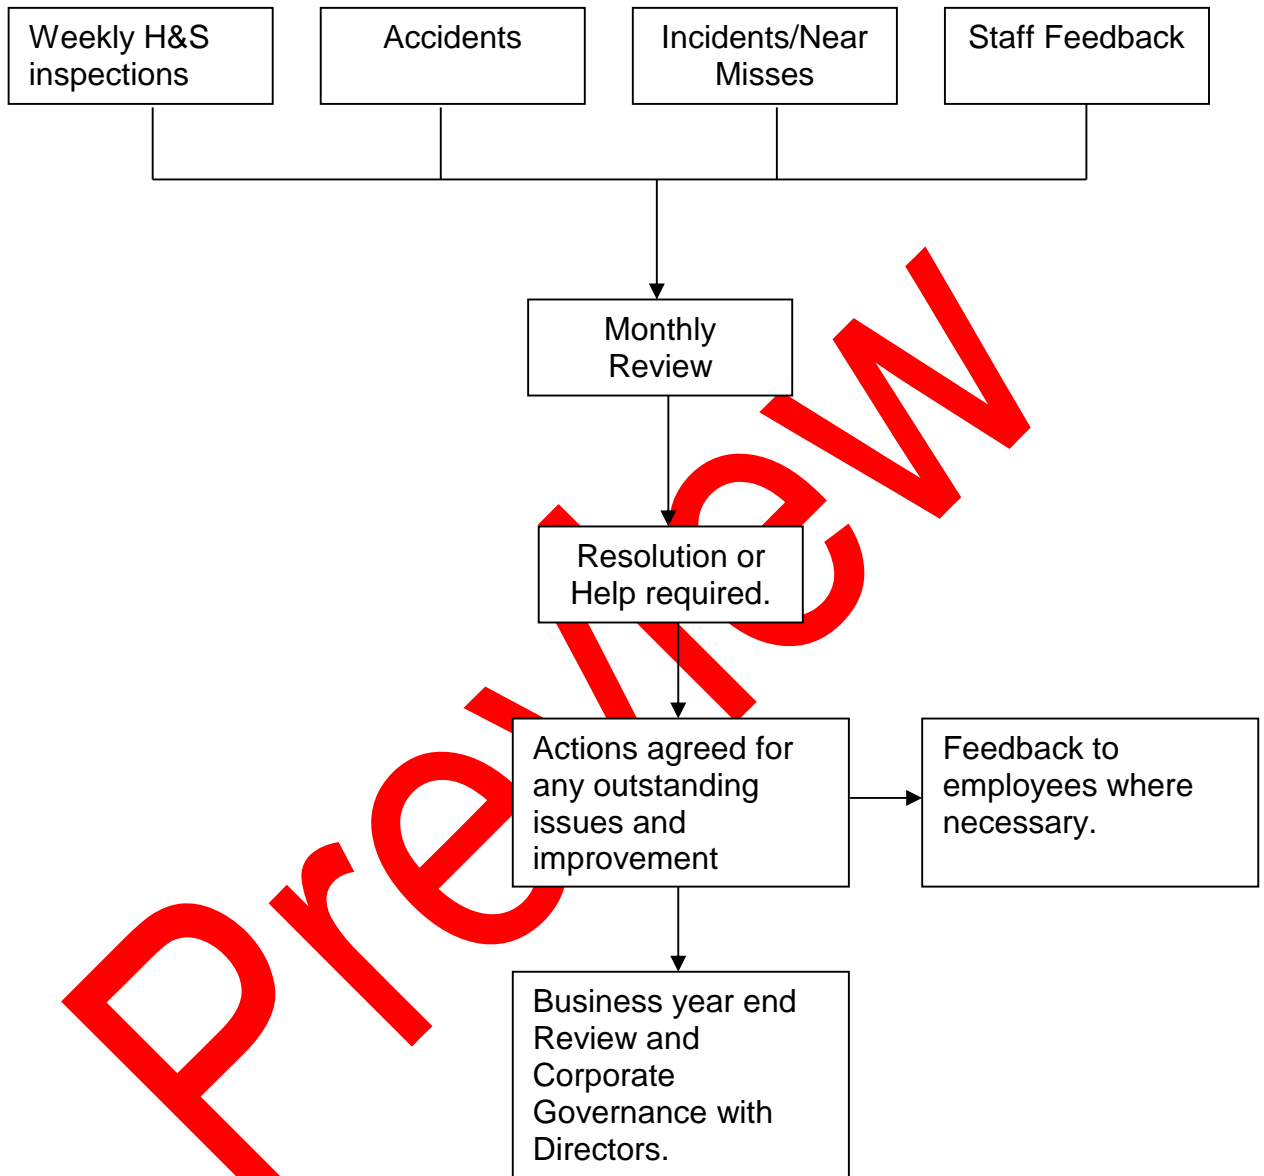 Weekly H&S
inspections
Accidents
Incidents/Near
Misses
Staff Feedback
Monthly
Review
Resolution or
Help required.
Actions agreed for
any outstanding
issues and
improvement
Feedback to
employees where
necessary.
Business year end
Review and
Corporate
Governance with
Directors.
Preview